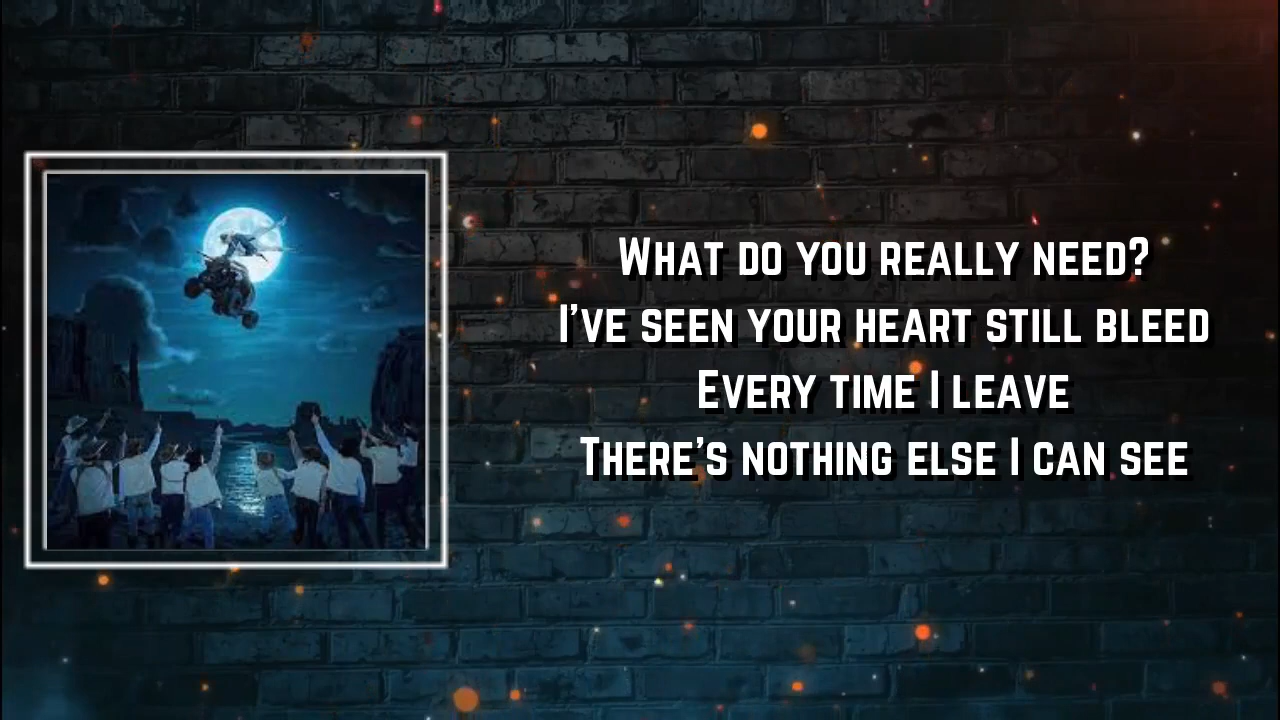 What do you really need?
I've seen your heart still bleed
Every time I leave
There's nothing else I can see